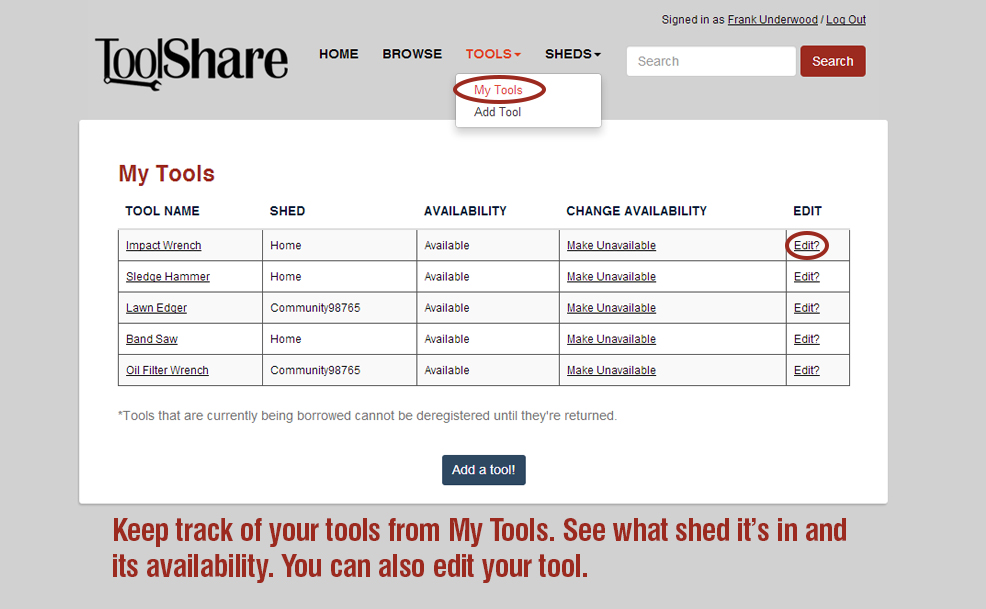 Signed in as Frank Underwood / Log Out
ToolShare HOME BROWSE TOOLS SHEDS Search Search
My Tools
Add Tool
My Tools
TOOL NAME SHED AVAILABILITY CHANGE AVAILABILITY EDIT
Impact Wrench Home Available Make Unavailable Edit?
Sledge Hammer Home Available Make Unavailable Edit?
Lawn Edger Community98765 Available Make Unavailable Edit?
Band Saw Home Available Make Unavailable Edit?
Oil Filter Wrench Community98765 Available Make Unavailable Edit?
*Tools that are currently being borrowed cannot be deregistered until they're returned.
Add a tool!
Keep track of your tools from My Tools. See what shed it’s in and
its availability. You can also edit your tool.